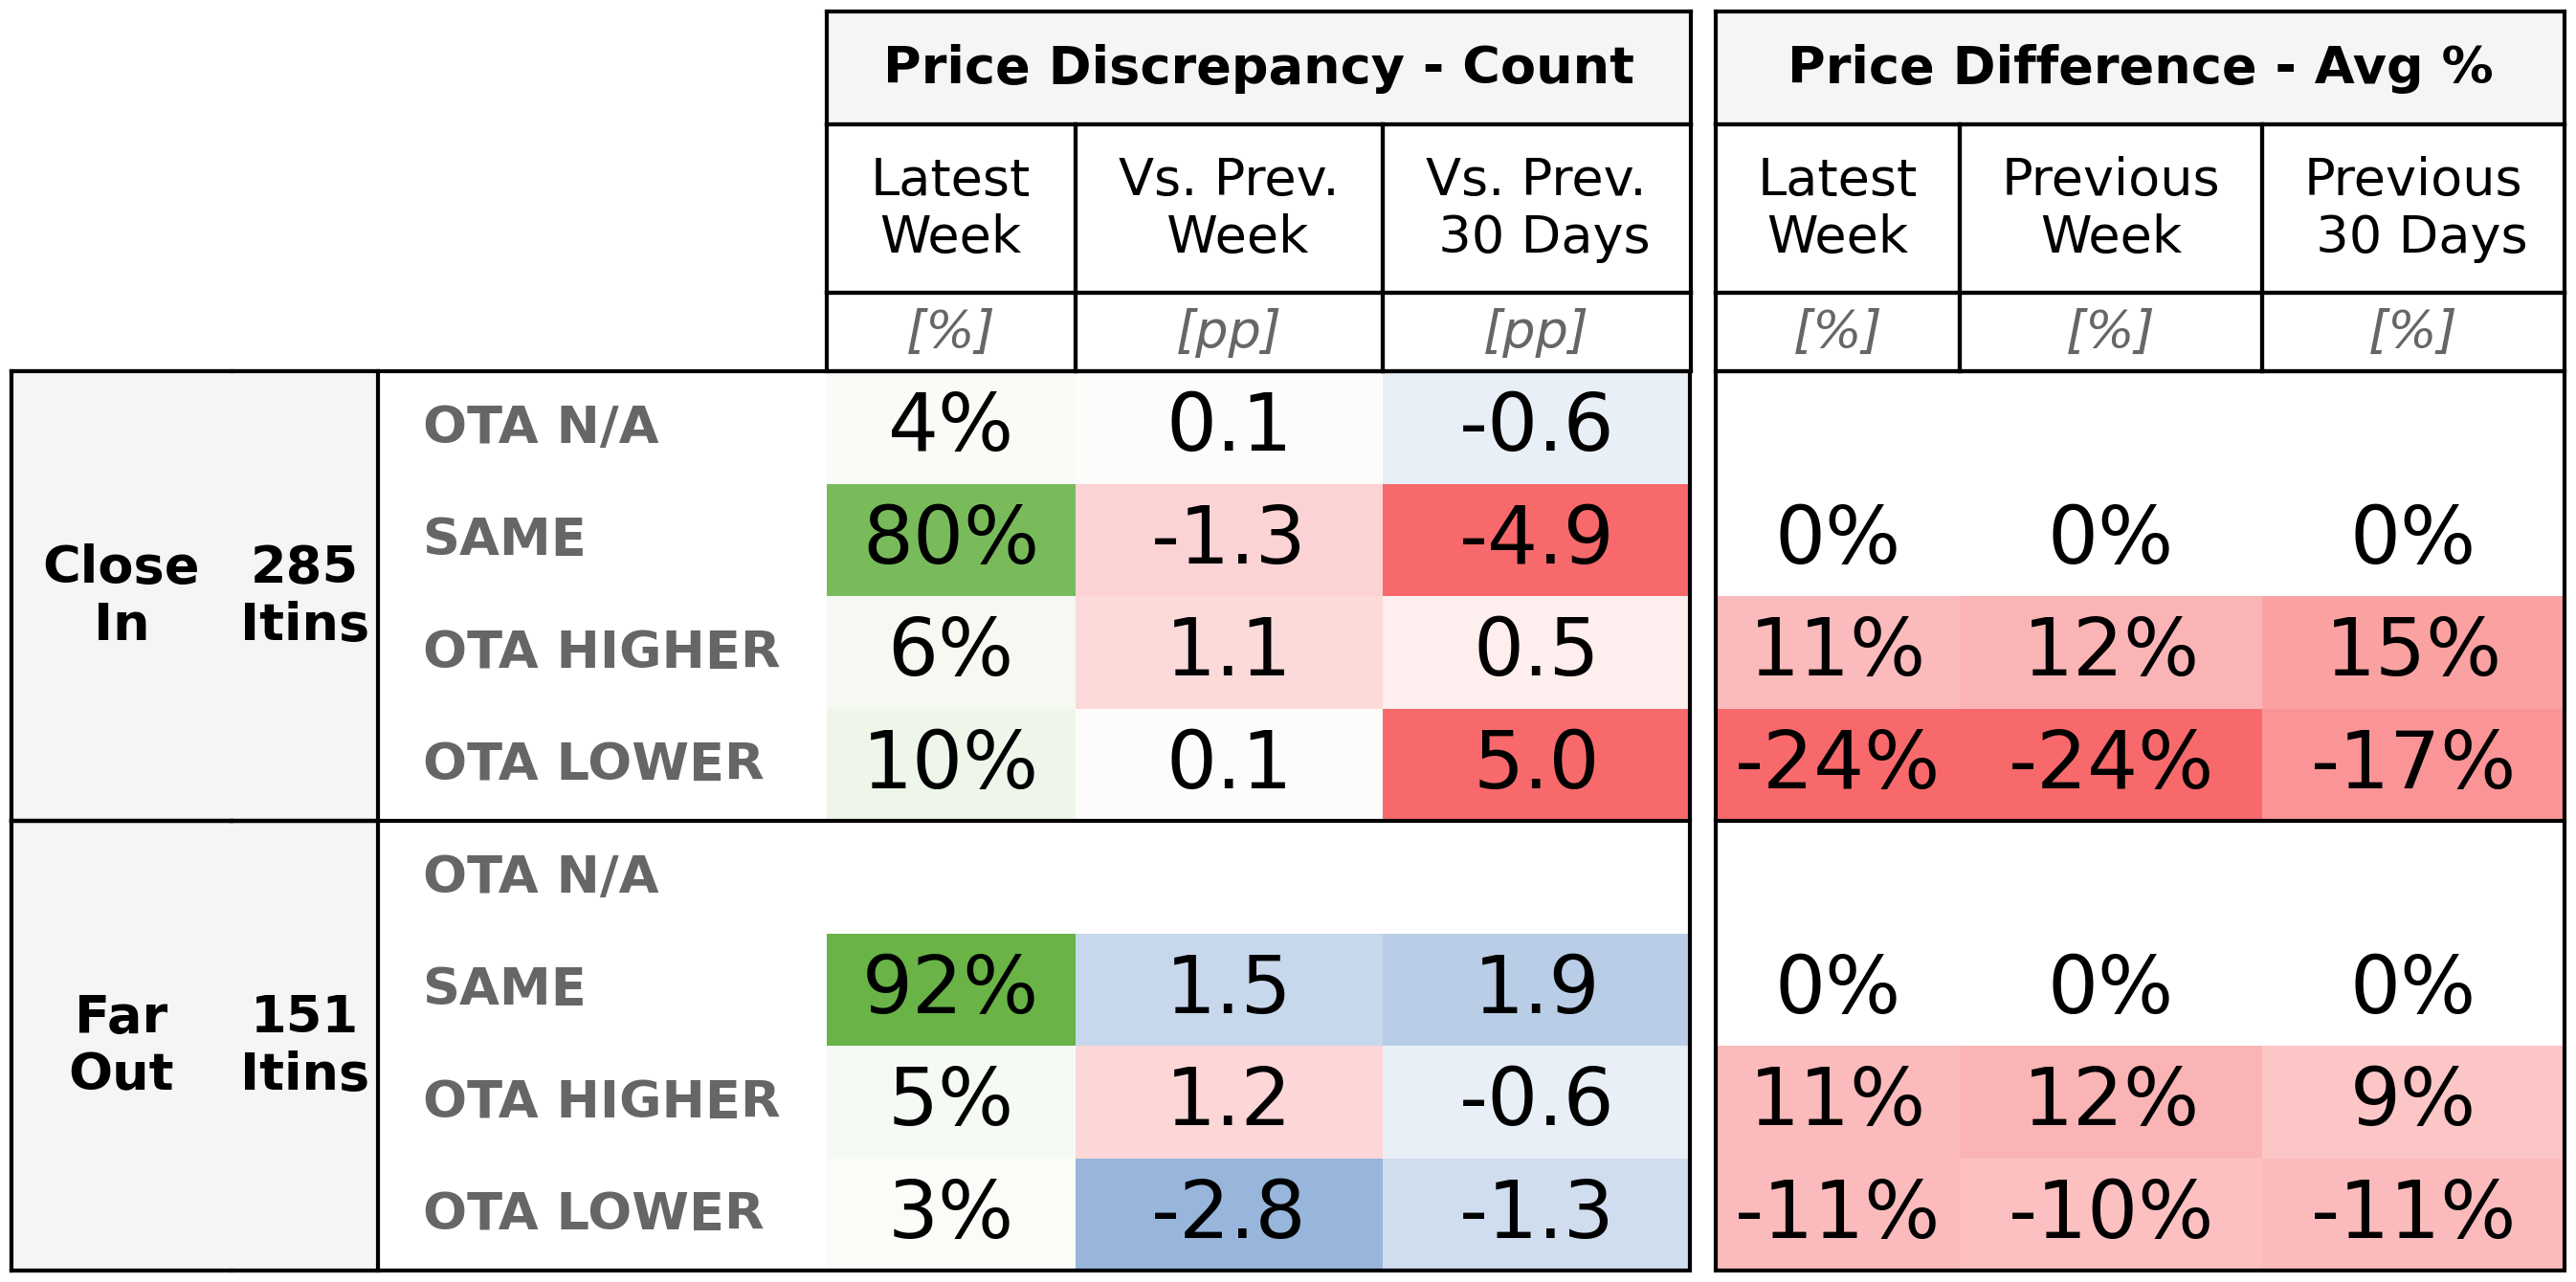 Price Discrepancy - Count Price Difference - Avg %
Latest Week Vs. Prev. Week Vs. Prev. 30 Days Latest Week Previous Week Previous 30 Days
[%] [pp] [pp] [%] [%] [%]
Close In 285 Itins
OTA N/A 4% 0.1 -0.6
SAME 80% -1.3 -4.9 0% 0% 0%
OTA HIGHER 6% 1.1 0.5 11% 12% 15%
OTA LOWER 10% 0.1 5.0 -24% -24% -17%
Far Out 151 Itins
OTA N/A
SAME 92% 1.5 1.9 0% 0% 0%
OTA HIGHER 5% 1.2 -0.6 11% 12% 9%
OTA LOWER 3% -2.8 -1.3 -11% -10% -11%